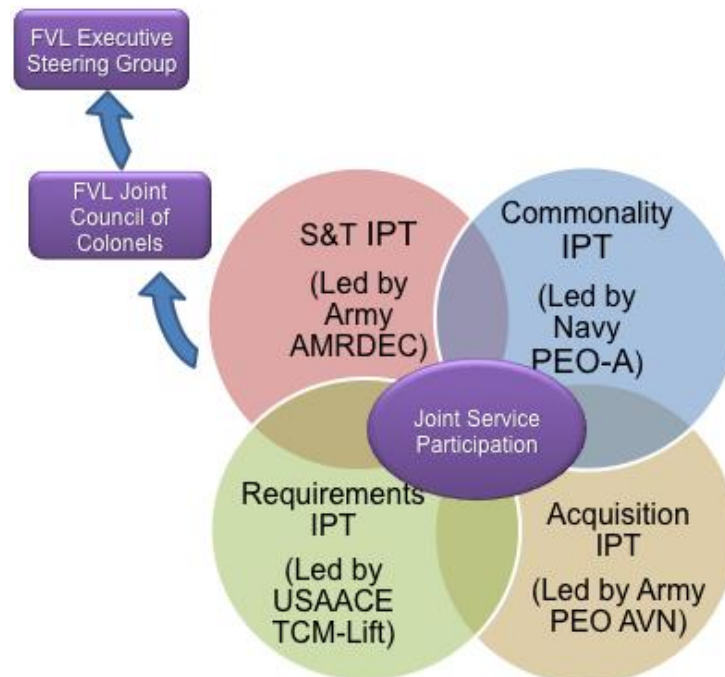 FVL Executive
Steering Group
FVL Joint
Council of
Colonels
S&T IPT
(Led by
Army
AMRDEC)
Commonality
IPT
(Led by
Navy
PEO-A)
Joint Service
Participation
Requirements
IPT
(Led by
USAACE
TCM-Lift)
Acquisition
IPT
(Led by Army
PEO AVN)